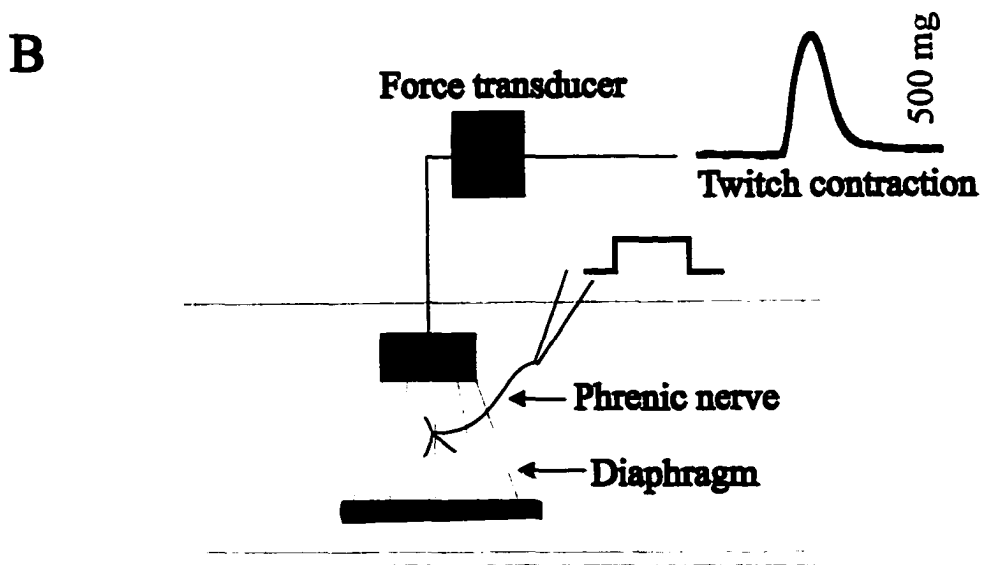 B
Force transducer
500 mg
Twitch contraction
Phrenic nerve
Diaphragm